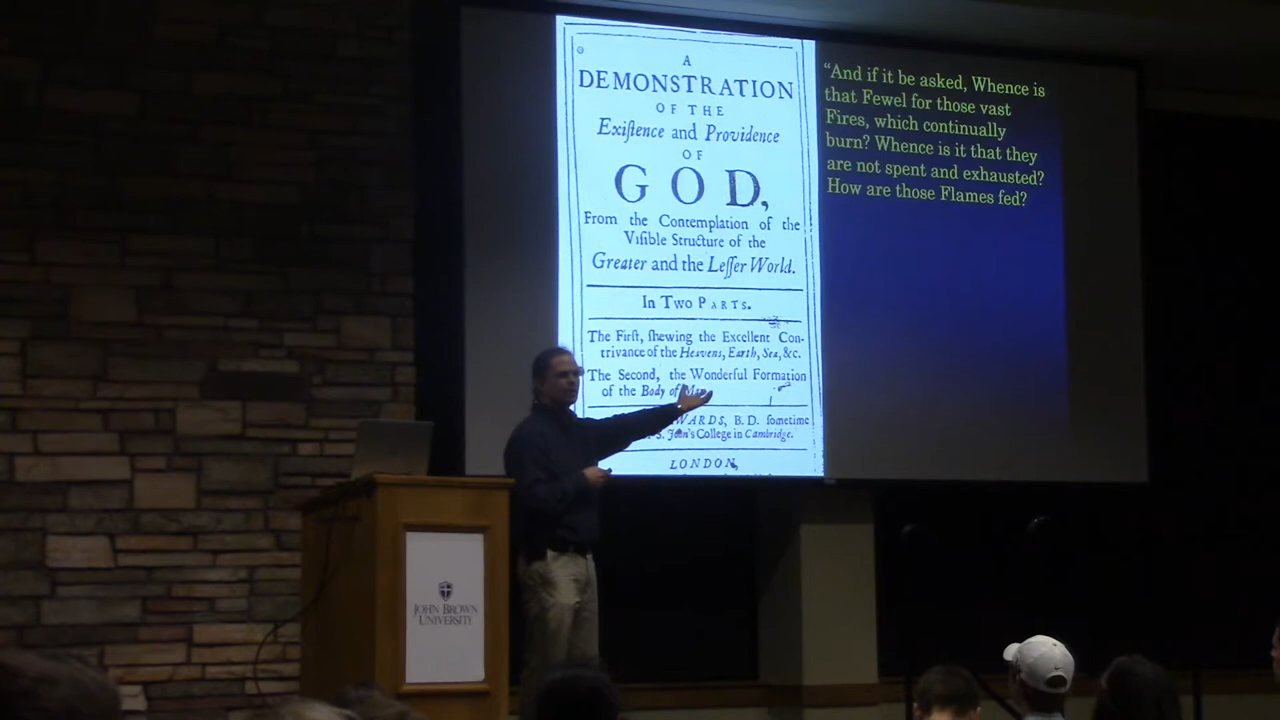 A
DEMONSTRATION
OF THE
Exiſtence and Providence
OF
GOD,
From the Contemplation of the
Viſible Structure of the
Greater and the Leſſer World.
In Two PARTS.
The Firſt, ſhewing the Excellent Con-
trivance of the Heavens, Earth, Sea, &c.
The Second, the Wonderful Formation
of the Body of
WARDS, B.D. ſometime
S. John's College in Cambridge.
LONDON,
“And if it be asked, Whence is
that Fewel for those vast
Fires, which continually
burn? Whence is it that they
are not spent and exhausted?
How are those Flames fed?
JOHN BROWN
UNIVERSITY